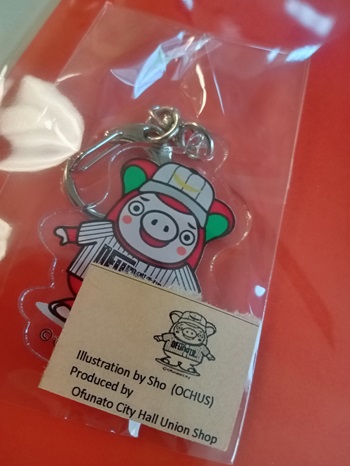 Illustration by Sho (OCHUS)
Produced by
Ofunato City Hall Union Shop